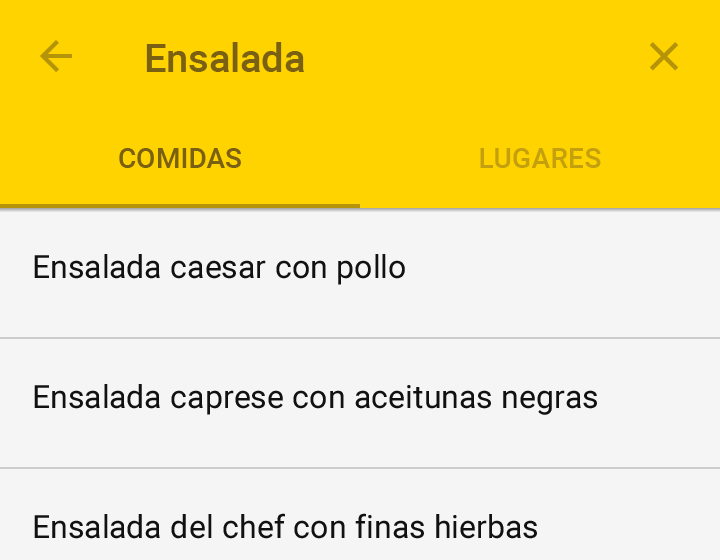 Ensalada
COMIDAS LUGARES
Ensalada caesar con pollo
Ensalada caprese con aceitunas negras
Ensalada del chef con finas hierbas